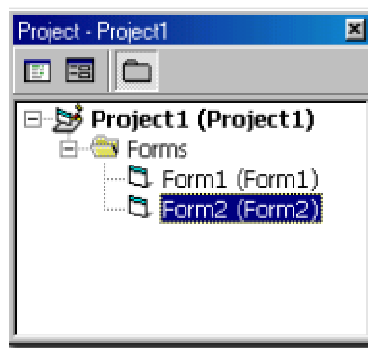 Project - Project1
Project1 (Project1)
Forms
Form1 (Form1)
Form2 (Form2)